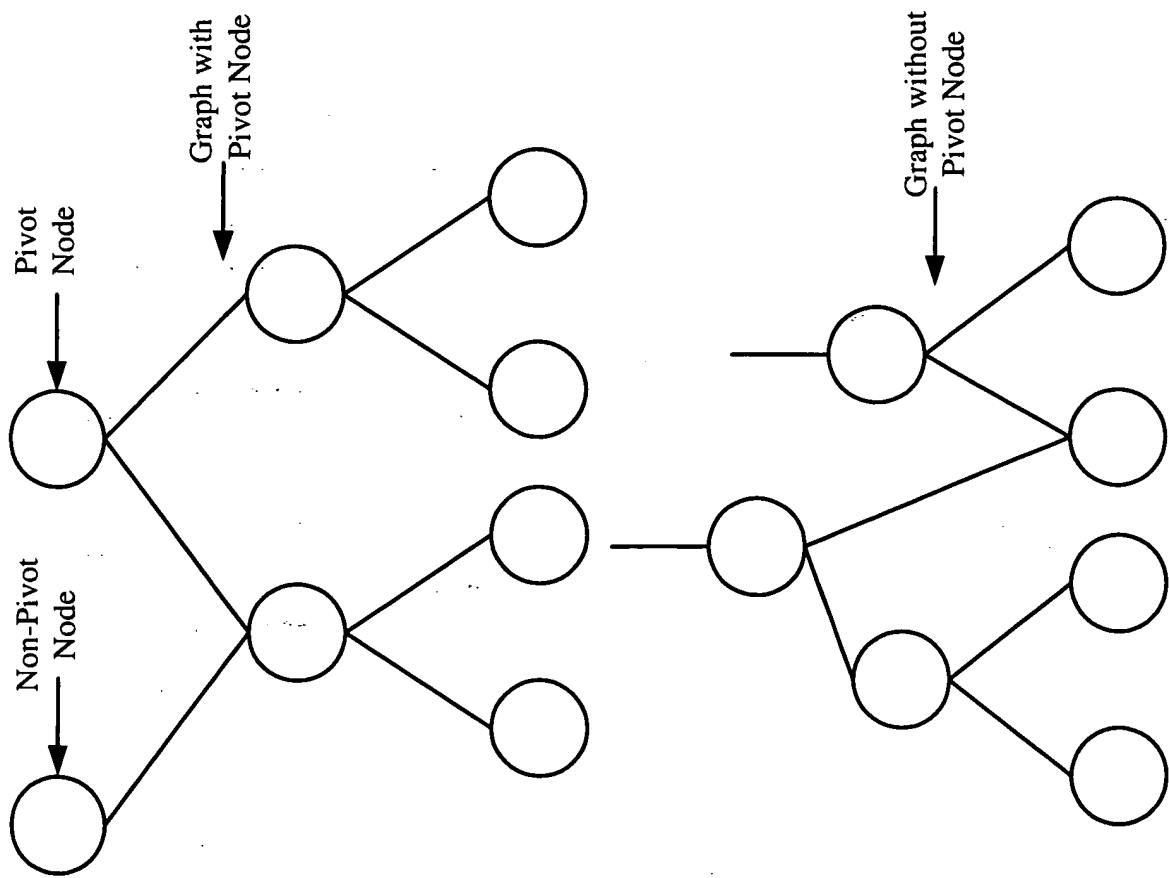 Non-Pivot
Node
Pivot
Node
Graph with
Pivot Node
Graph without
Pivot Node